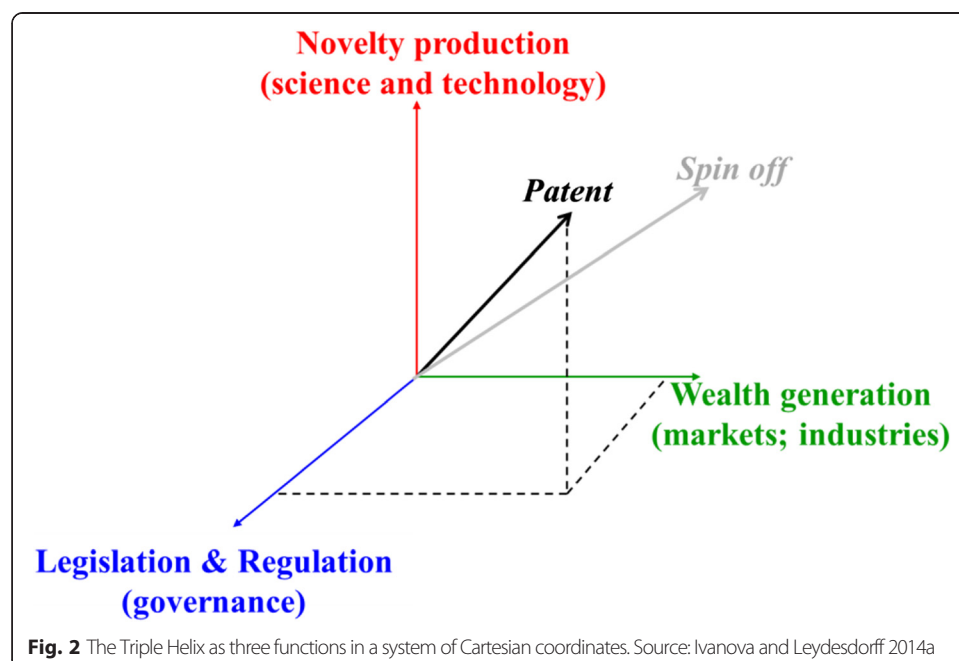 Novelty production
(science and technology)
Spin off
Patent
Wealth generation
(markets; industries)
Legislation & Regulation
(governance)
Fig. 2 The Triple Helix as three functions in a system of Cartesian coordinates. Source: Ivanova and Leydesdorff 2014a